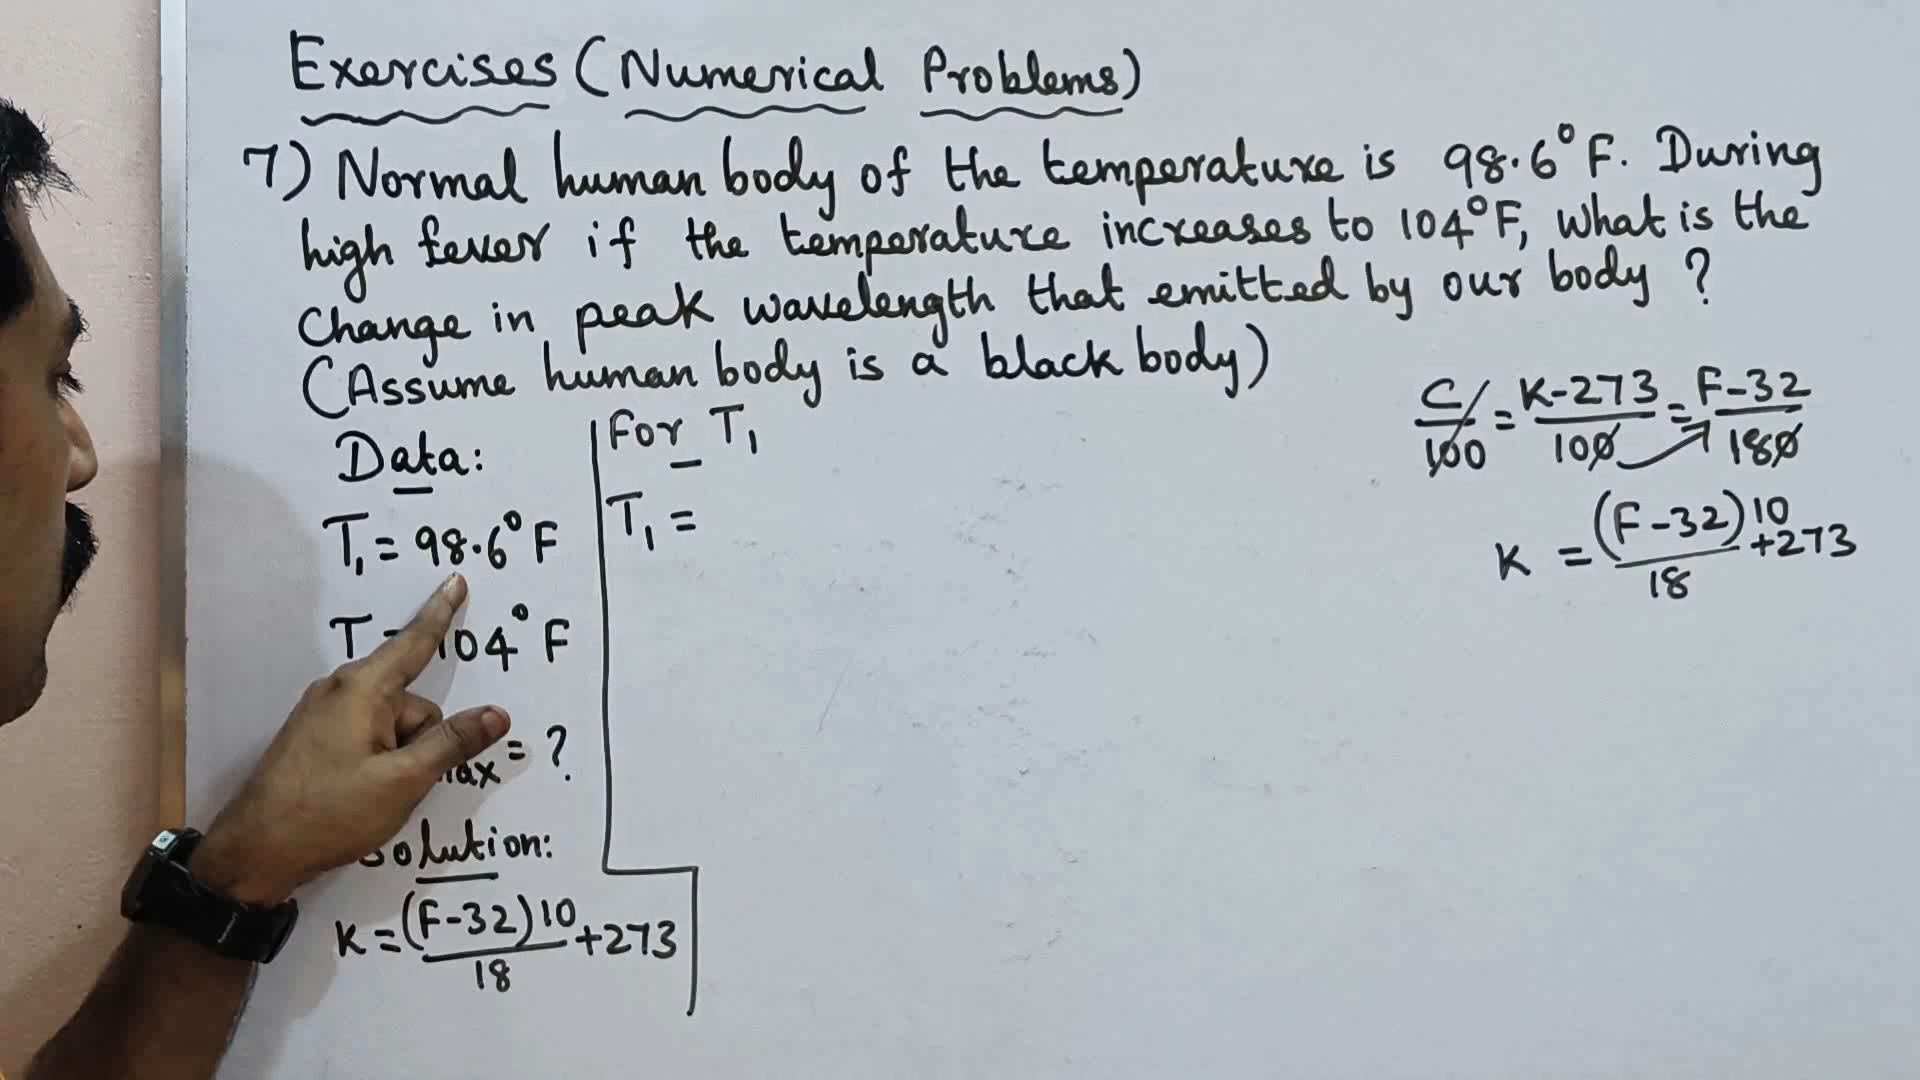 Exercises (Numerical Problems)
7) Normal human body of the temperature is 98.6°F. During
high fever if the temperature increases to 104°F, what is the
change in peak wavelength that emitted by our body ?
(Assume human body is a black body)
C/100 = K-273/100 = F-32/180
K = (F-32)10/18 +273
Data:
T₁ = 98.6°F
T = 104°F
max = ?
Solution:
K = (F-32)10/18 +273
For T₁
T₁ =